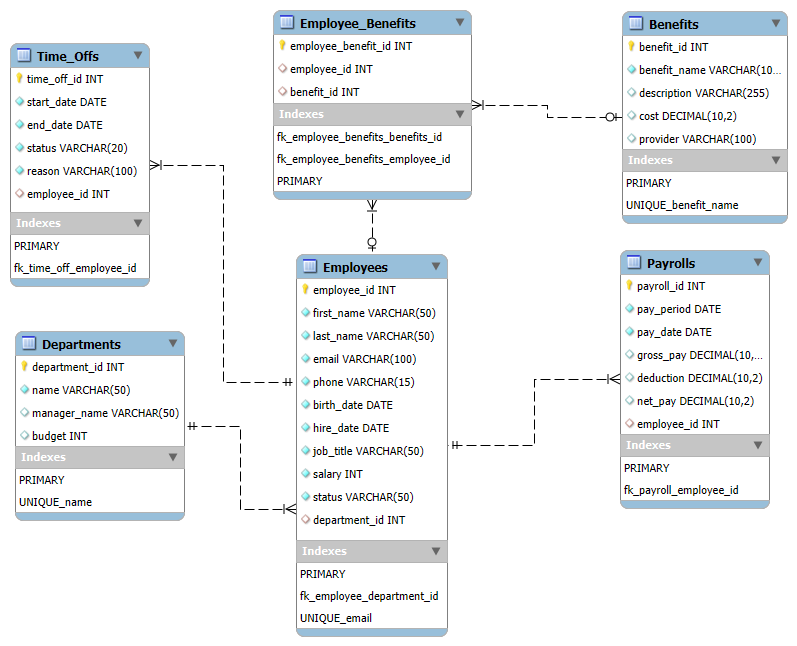 Time_Offs
time_off_id INT
start_date DATE
end_date DATE
status VARCHAR(20)
reason VARCHAR(100)
employee_id INT
Indexes
PRIMARY
fk_time_off_employee_id
Employee_Benefits
employee_benefit_id INT
employee_id INT
benefit_id INT
Indexes
fk_employee_benefits_benefits_id
fk_employee_benefits_employee_id
PRIMARY
Benefits
benefit_id INT
benefit_name VARCHAR(10...
description VARCHAR(255)
cost DECIMAL(10,2)
provider VARCHAR(100)
Indexes
PRIMARY
UNIQUE_benefit_name
Departments
department_id INT
name VARCHAR(50)
manager_name VARCHAR(50)
budget INT
Indexes
PRIMARY
UNIQUE_name
Employees
employee_id INT
first_name VARCHAR(50)
last_name VARCHAR(50)
email VARCHAR(100)
phone VARCHAR(15)
birth_date DATE
hire_date DATE
job_title VARCHAR(50)
salary INT
status VARCHAR(50)
department_id INT
Indexes
PRIMARY
fk_employee_department_id
UNIQUE_email
Payrolls
payroll_id INT
pay_period DATE
pay_date DATE
gross_pay DECIMAL(10,...
deduction DECIMAL(10,2)
net_pay DECIMAL(10,2)
employee_id INT
Indexes
PRIMARY
fk_payroll_employee_id